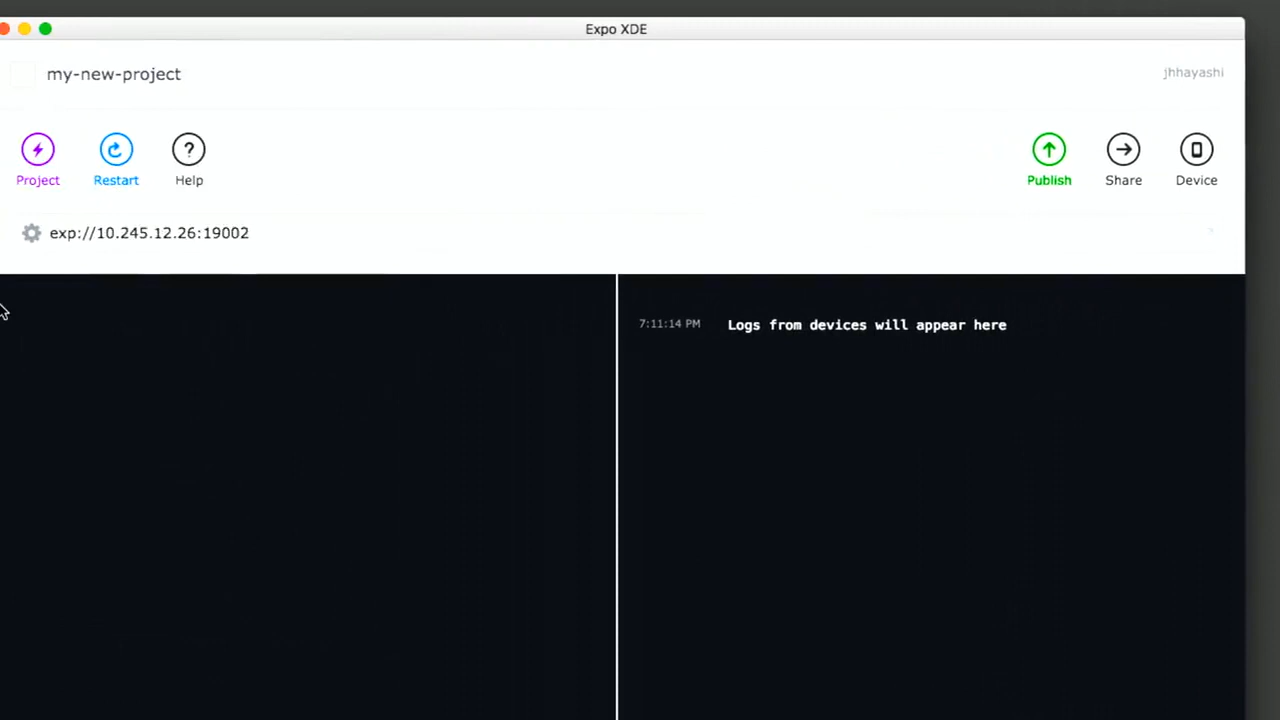 Expo XDE
my-new-project
jhhayashi
Project
Restart
Help
Publish
Share
Device
exp://10.245.12.26:19002
7:11:14 PM Logs from devices will appear here